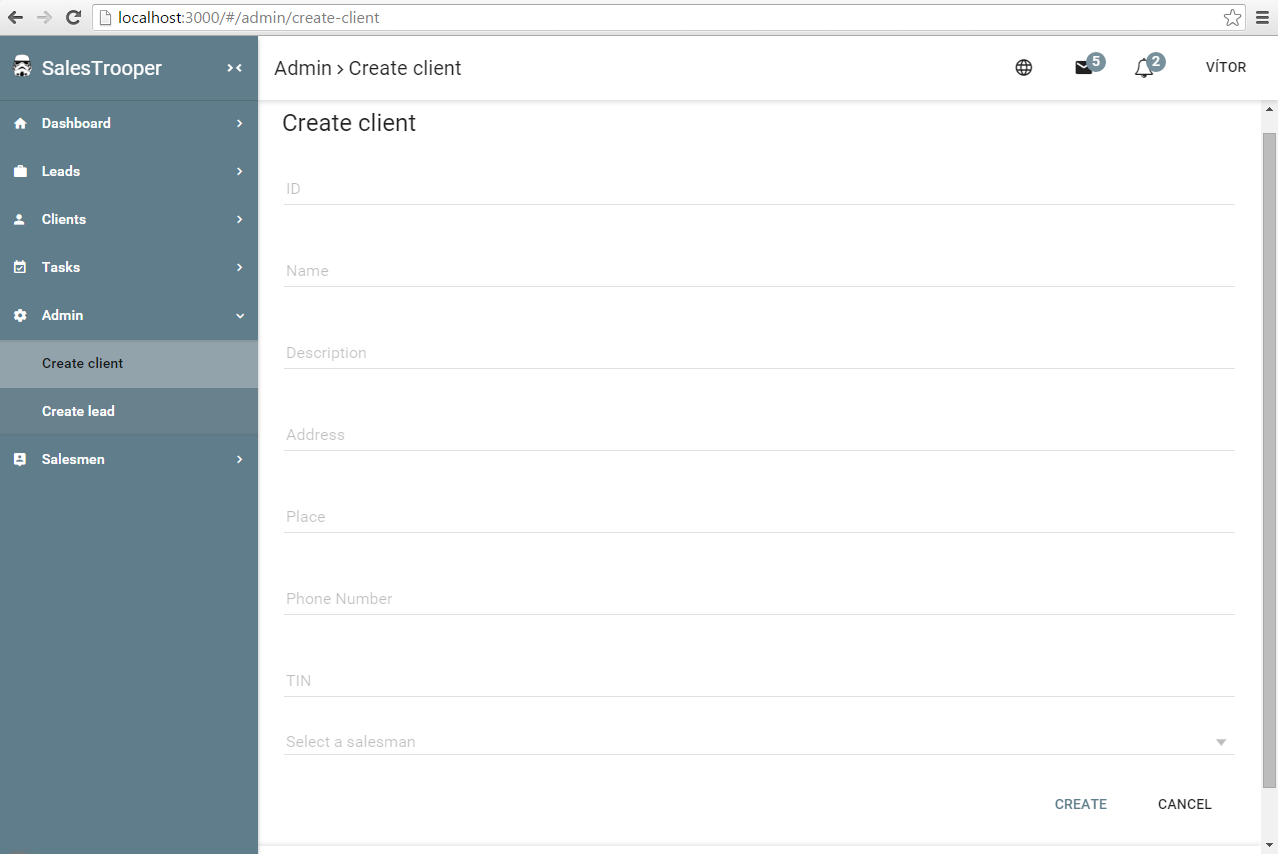 localhost:3000/#/admin/create-client
SalesTrooper
Admin › Create client
5
2
VÍTOR
Dashboard
Leads
Clients
Tasks
Admin
Create client
Create lead
Salesmen
Create client
ID
Name
Description
Address
Place
Phone Number
TIN
Select a salesman
CREATE
CANCEL